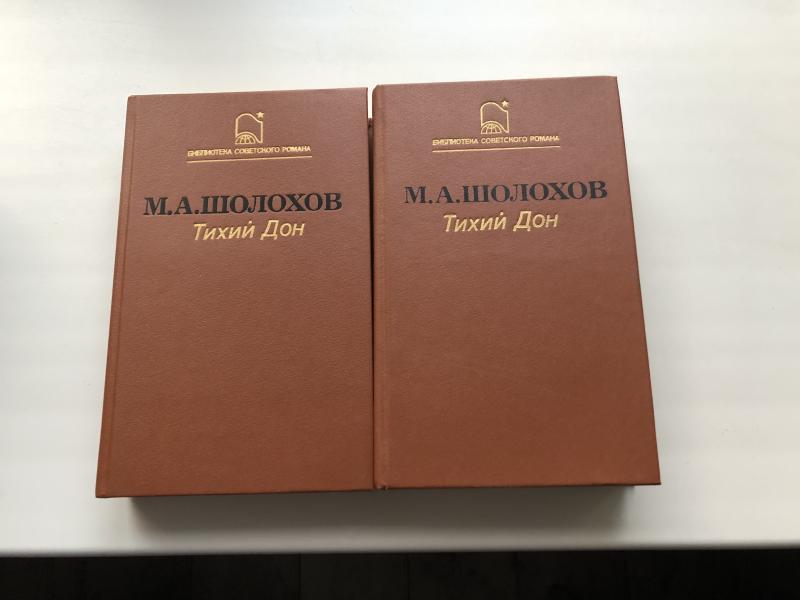 БИБЛИОТЕКА СОВЕТСКОГО РОМАНА
М.А.ШОЛОХОВ
Тихий Дон
БИБЛИОТЕКА СОВЕТСКОГО РОМАНА
М.А.ШОЛОХОВ
Тихий Дон